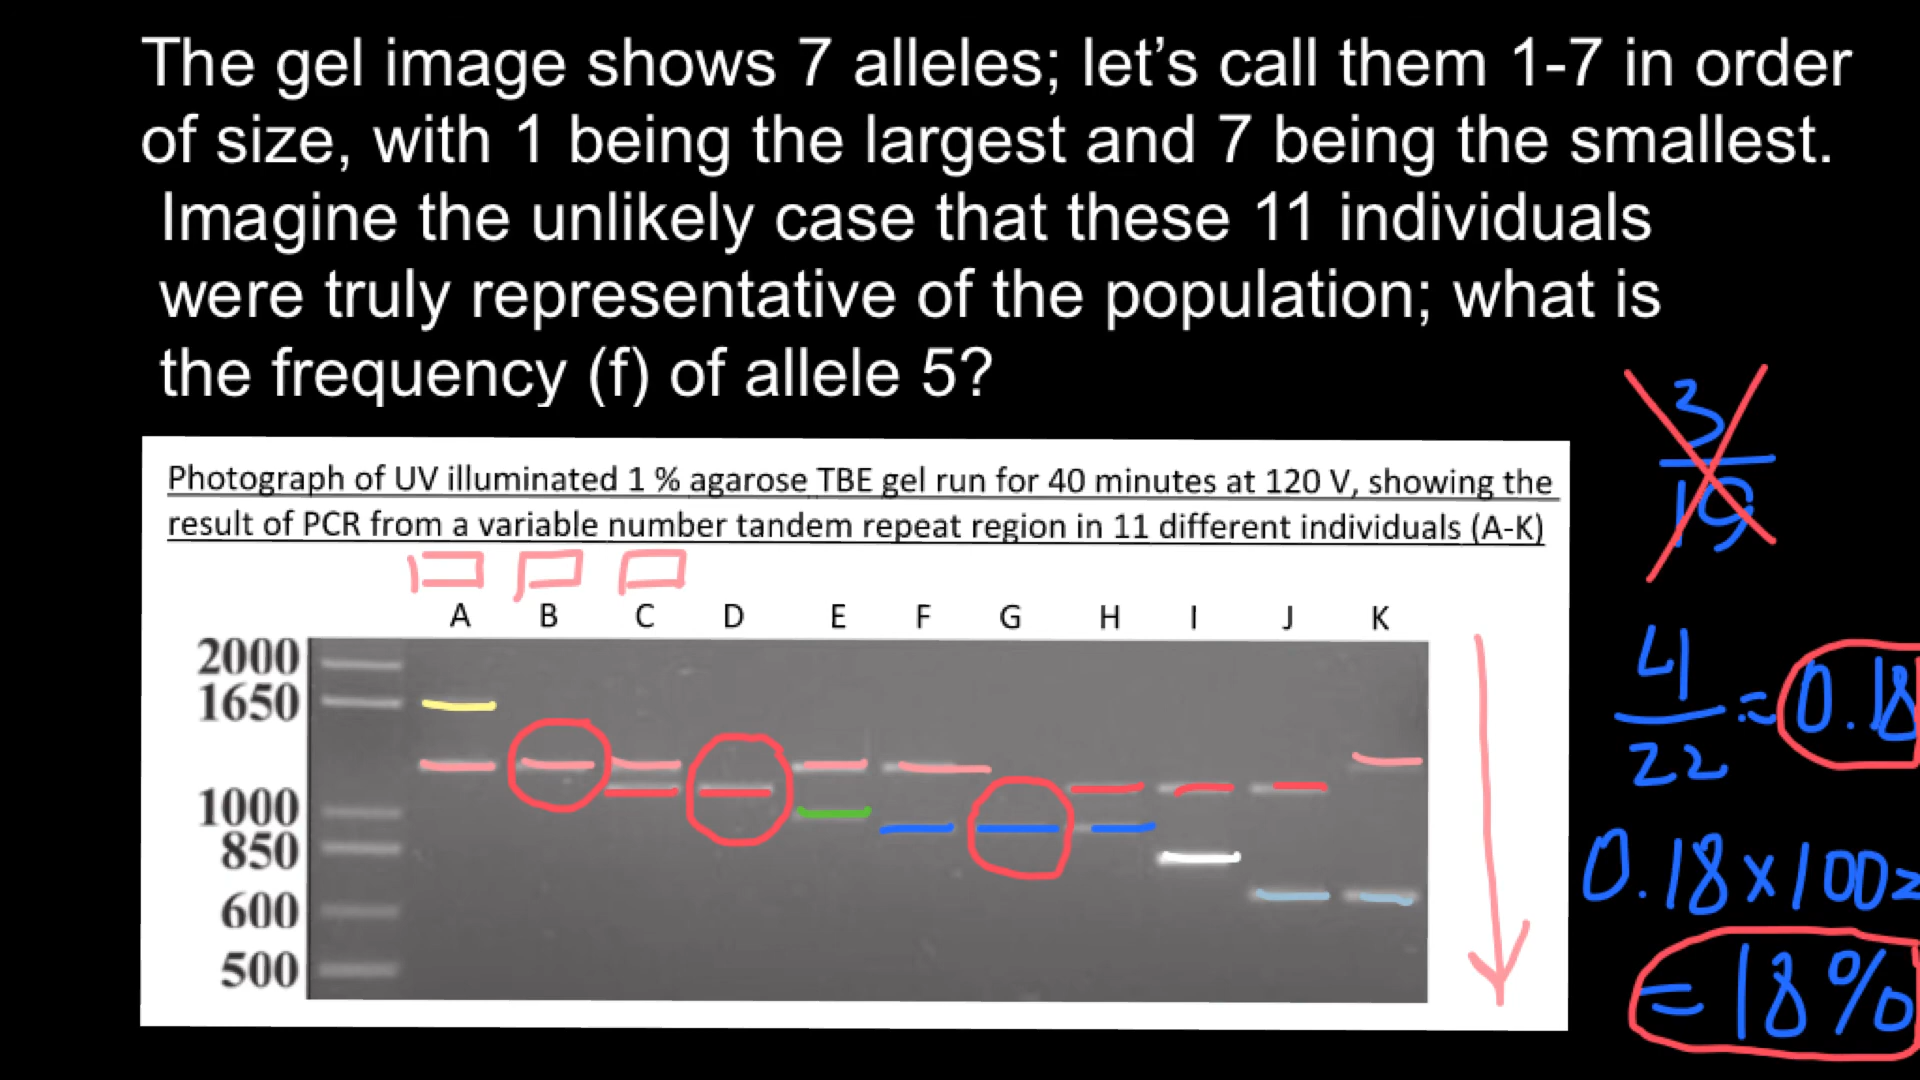 The gel image shows 7 alleles; let's call them 1-7 in order
of size, with 1 being the largest and 7 being the smallest.
Imagine the unlikely case that these 11 individuals
were truly representative of the population; what is
the frequency (f) of allele 5?
Photograph of UV illuminated 1 % agarose TBE gel run for 40 minutes at 120 V, showing the
result of PCR from a variable number tandem repeat region in 11 different individuals (A-K)
A B C D E F G H I J K
2000
1650
1000
850
600
500
3
19
4
22
= 0.18
0.18 x 100=
= 18%